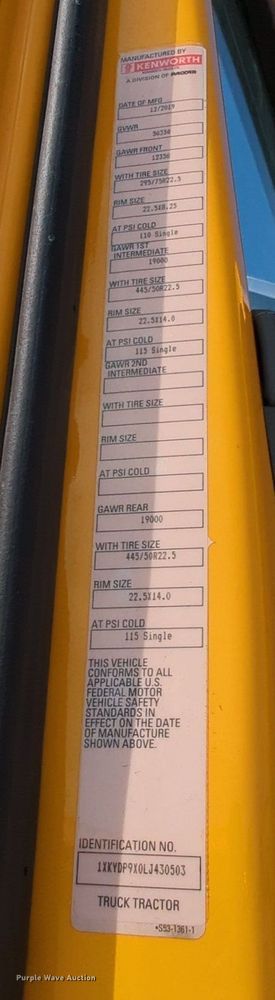 MANUFACTURED BY
KENWORTH
A DIVISION OF PACCAR
DATE OF MFG
12/2019
GVWR
50350
GAWR FRONT
12350
WITH TIRE SIZE
295/75R22.5
RIM SIZE
22.5X8.25
AT PSI COLD
110 Single
GAWR 1ST
INTERMEDIATE
19000
WITH TIRE SIZE
445/50R22.5
RIM SIZE
22.5X14.0
AT PSI COLD
115 Single
GAWR 2ND
INTERMEDIATE
WITH TIRE SIZE
RIM SIZE
AT PSI COLD
GAWR REAR
19000
WITH TIRE SIZE
445/50R22.5
RIM SIZE
22.5X14.0
AT PSI COLD
115 Single
THIS VEHICLE
CONFORMS TO ALL
APPLICABLE U.S.
FEDERAL MOTOR
VEHICLE SAFETY
STANDARDS IN
EFFECT ON THE DATE
OF MANUFACTURE
SHOWN ABOVE.
IDENTIFICATION NO.
1XKYDP9X0LJ430503
TRUCK TRACTOR
•S93-1361-1
Purple Wave Auction